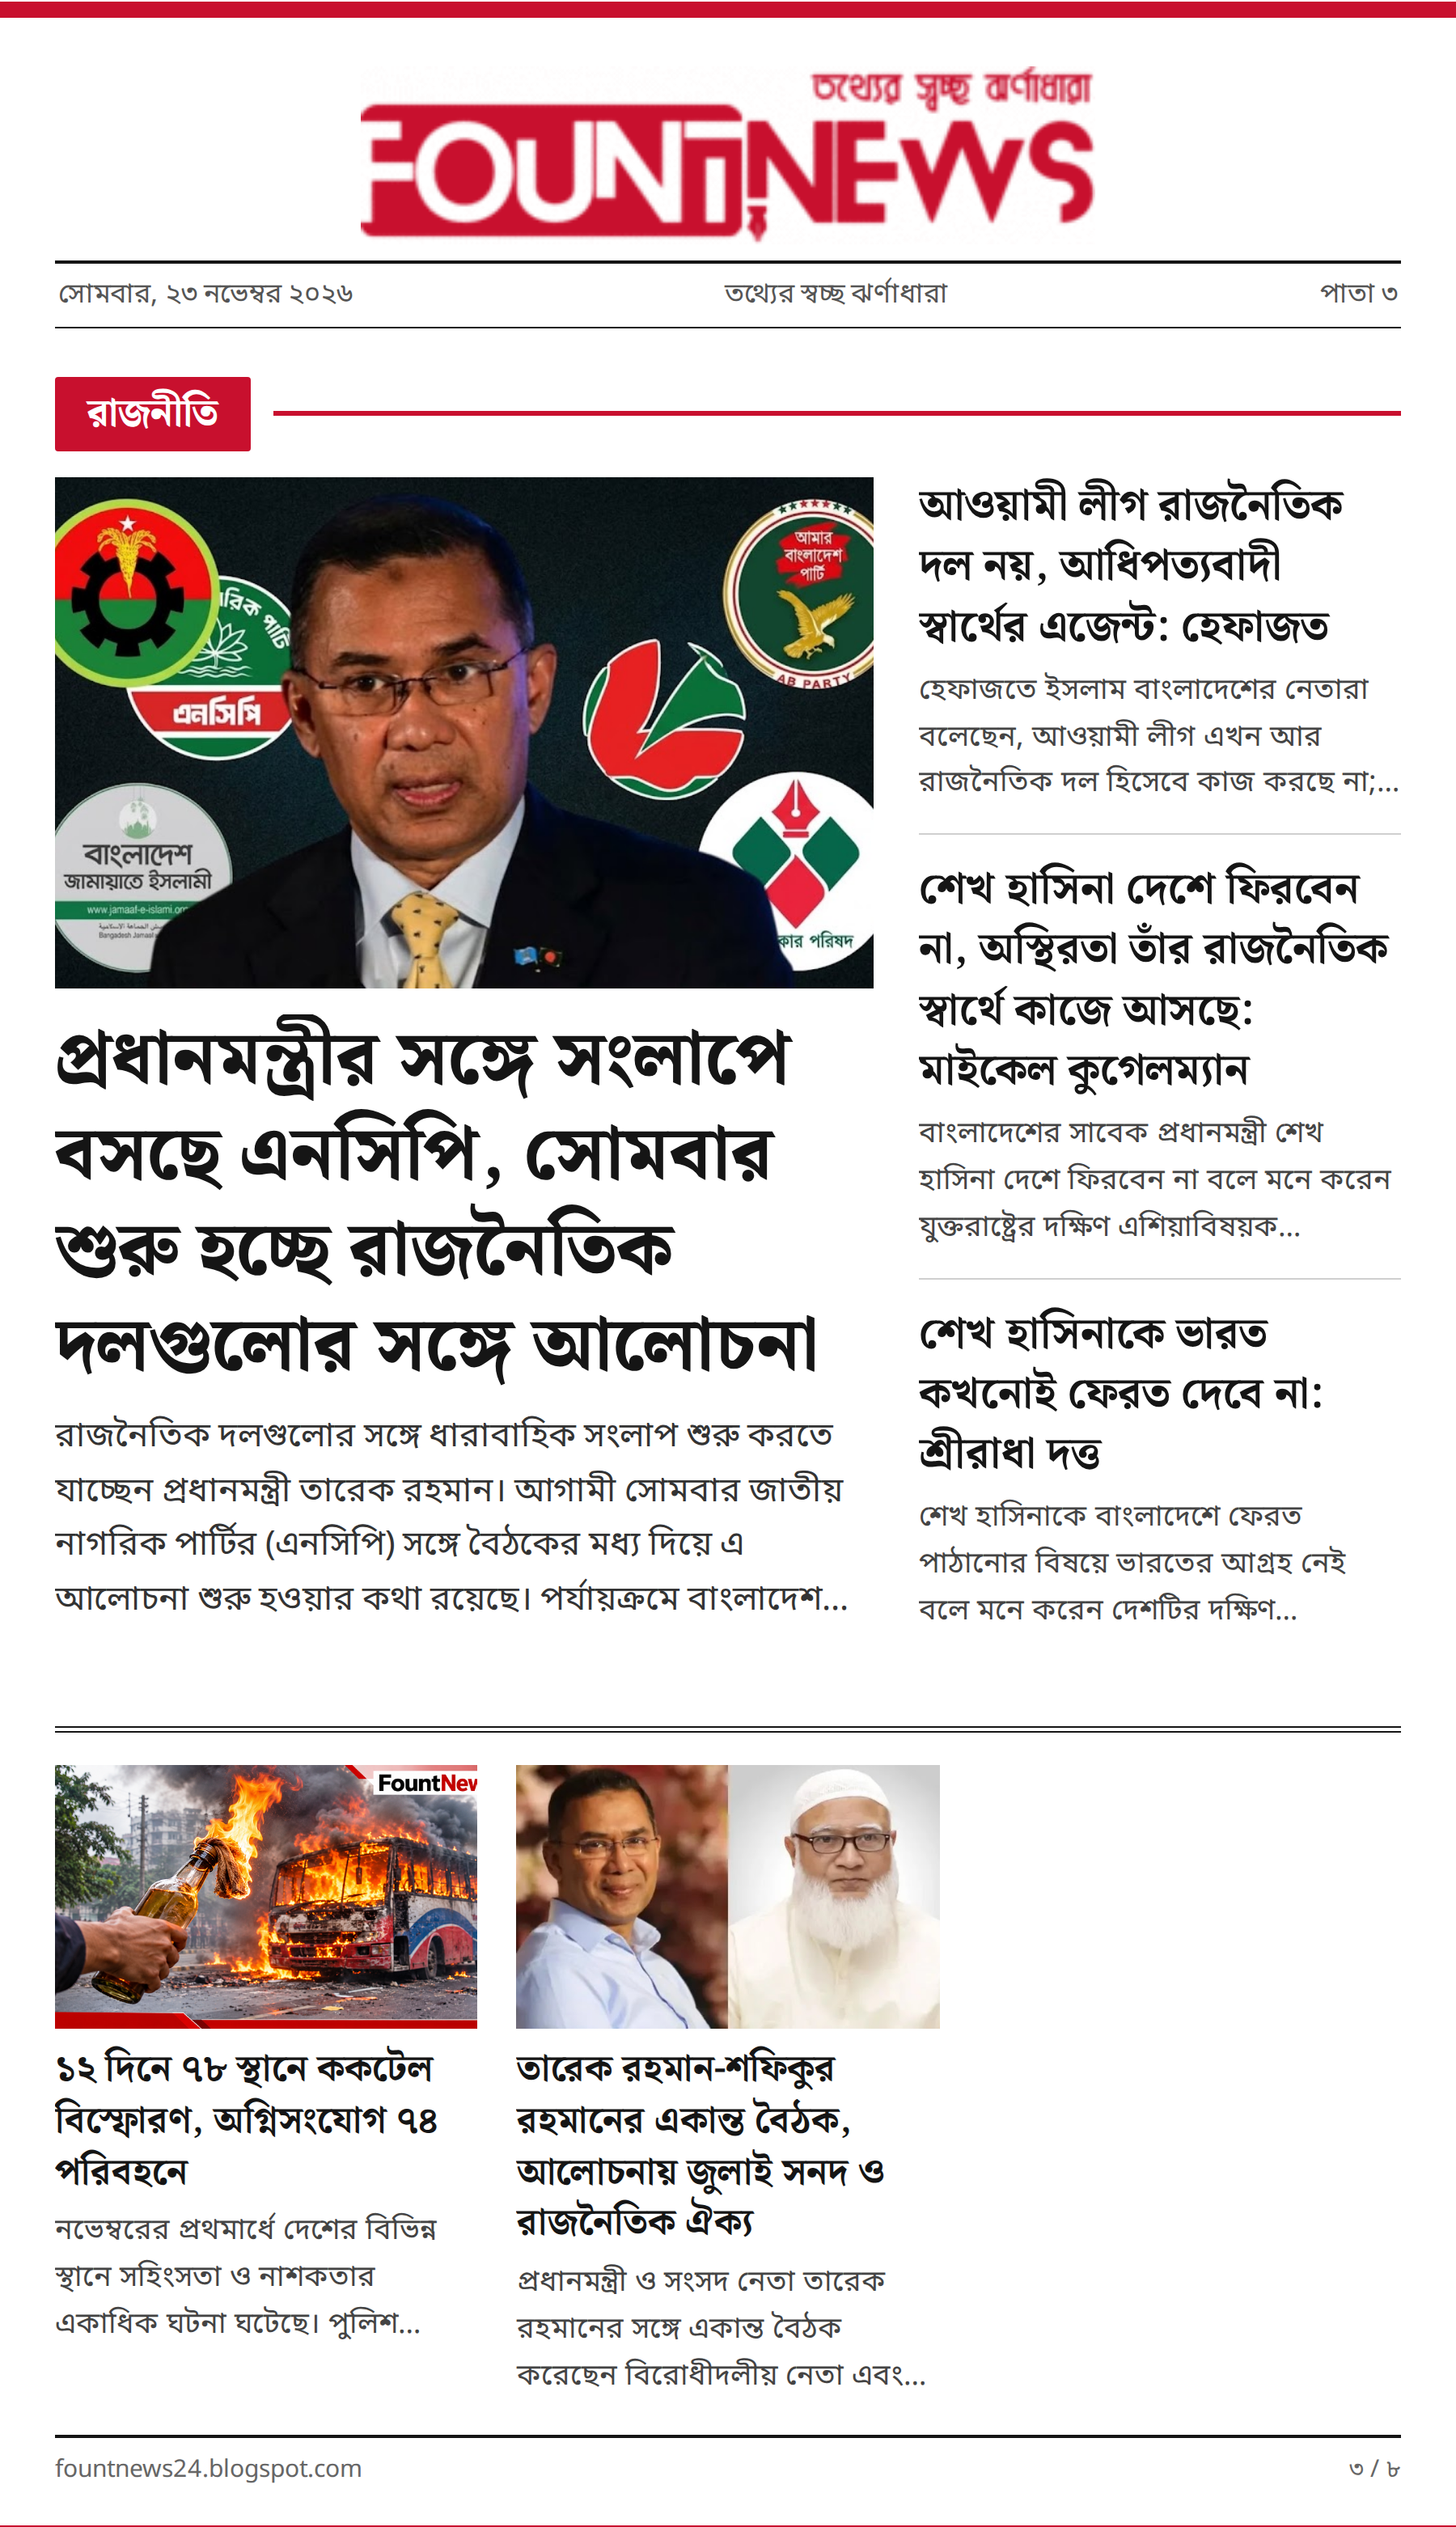 তথ্যের স্বচ্ছ ঝর্ণাধারা
FOUNTNEWS
সোমবার, ২৩ নভেম্বর ২০২৬
তথ্যের স্বচ্ছ ঝর্ণাধারা
পাতা ৩
রাজনীতি
রিক পার্টি
এনসিপি
বাংলাদেশ
জামায়াতে ইসলামী
আমার
বাংলাদেশ
পার্টি
AB PARTY
কার পরিষদ
প্রধানমন্ত্রীর সঙ্গে সংলাপে
বসছে এনসিপি, সোমবার
শুরু হচ্ছে রাজনৈতিক
দলগুলোর সঙ্গে আলোচনা
রাজনৈতিক দলগুলোর সঙ্গে ধারাবাহিক সংলাপ শুরু করতে
যাচ্ছেন প্রধানমন্ত্রী তারেক রহমান। আগামী সোমবার জাতীয়
নাগরিক পার্টির (এনসিপি) সঙ্গে বৈঠকের মধ্য দিয়ে এ
আলোচনা শুরু হওয়ার কথা রয়েছে। পর্যায়ক্রমে বাংলাদেশ...
আওয়ামী লীগ রাজনৈতিক
দল নয়, আধিপত্যবাদী
স্বার্থের এজেন্ট: হেফাজত
হেফাজতে ইসলাম বাংলাদেশের নেতারা
বলেছেন, আওয়ামী লীগ এখন আর
রাজনৈতিক দল হিসেবে কাজ করছে না;...
শেখ হাসিনা দেশে ফিরবেন
না, অস্থিরতা তাঁর রাজনৈতিক
স্বার্থে কাজে আসছে:
মাইকেল কুগেলম্যান
বাংলাদেশের সাবেক প্রধানমন্ত্রী শেখ
হাসিনা দেশে ফিরবেন না বলে মনে করেন
যুক্তরাষ্ট্রের দক্ষিণ এশিয়াবিষয়ক...
শেখ হাসিনাকে ভারত
কখনোই ফেরত দেবে না:
শ্রীরাধা দত্ত
শেখ হাসিনাকে বাংলাদেশে ফেরত
পাঠানোর বিষয়ে ভারতের আগ্রহ নেই
বলে মনে করেন দেশটির দক্ষিণ...
FountNew
১২ দিনে ৭৮ স্থানে ককটেল
বিস্ফোরণ, অগ্নিসংযোগ ৭৪
পরিবহনে
নভেম্বরের প্রথমার্ধে দেশের বিভিন্ন
স্থানে সহিংসতা ও নাশকতার
একাধিক ঘটনা ঘটেছে। পুলিশ...
তারেক রহমান-শফিকুর
রহমানের একান্ত বৈঠক,
আলোচনায় জুলাই সনদ ও
রাজনৈতিক ঐক্য
প্রধানমন্ত্রী ও সংসদ নেতা তারেক
রহমানের সঙ্গে একান্ত বৈঠক
করেছেন বিরোধীদলীয় নেতা এবং...
fountnews24.blogspot.com
৩ / ৮